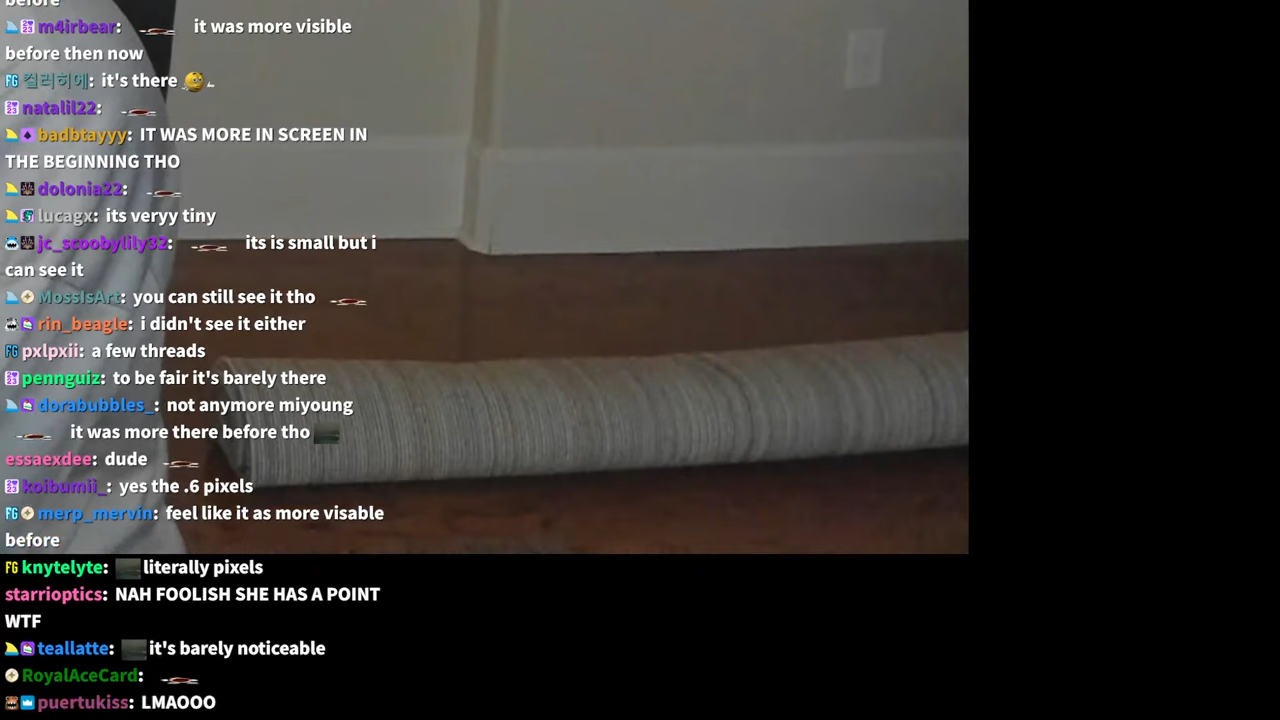 before
m4irbear: it was more visible
before then now
컬러히에: it's there
natalil22:
badbtayyy: IT WAS MORE IN SCREEN IN
THE BEGINNING THO
dolonia22:
lucagx: its veryy tiny
jc_scoobylily32: its is small but i
can see it
MossIsArt: you can still see it tho
rin_beagle: i didn't see it either
pxlpxii: a few threads
pennguiz: to be fair it's barely there
dorabubbles_: not anymore miyoung
it was more there before tho
essaexdee: dude
koibumii_: yes the .6 pixels
merp_mervin: feel like it as more visable
before
knytelyte: literally pixels
starrioptics: NAH FOOLISH SHE HAS A POINT
WTF
teallatte: it's barely noticeable
RoyalAceCard:
puertukiss: LMAOOO